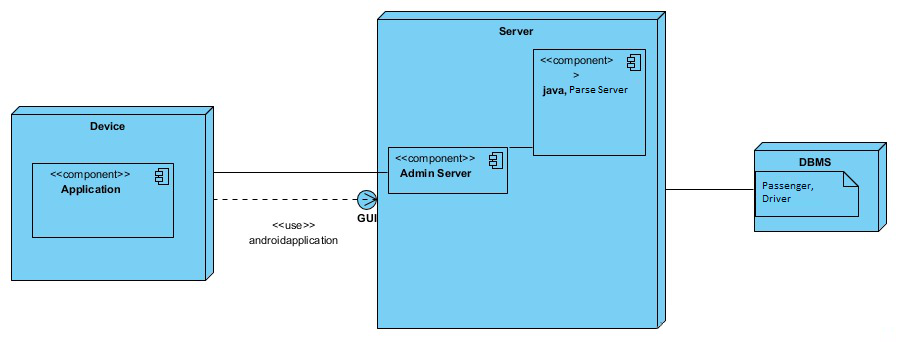 Server
<<component>
>
java, Parse Server
Device
<<component>>
Application
<<component>>
Admin Server
GUI
<<use>>
androidapplication
DBMS
Passenger,
Driver